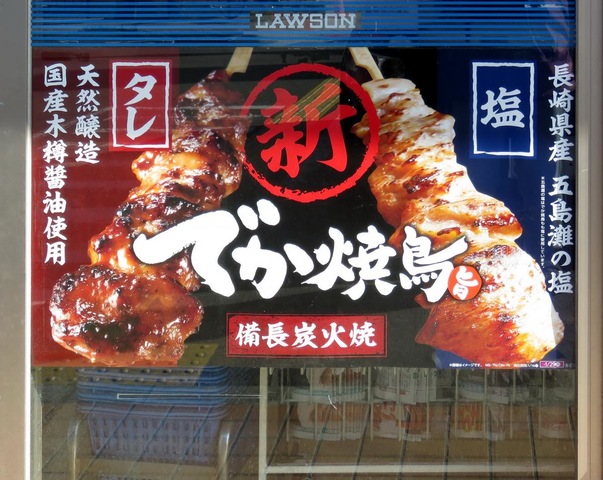 LAWSON
タレ
天然醸造
国産木樽醤油使用
新
塩
長崎県産 五島灘の塩
でか焼鳥
旨
備長炭火焼